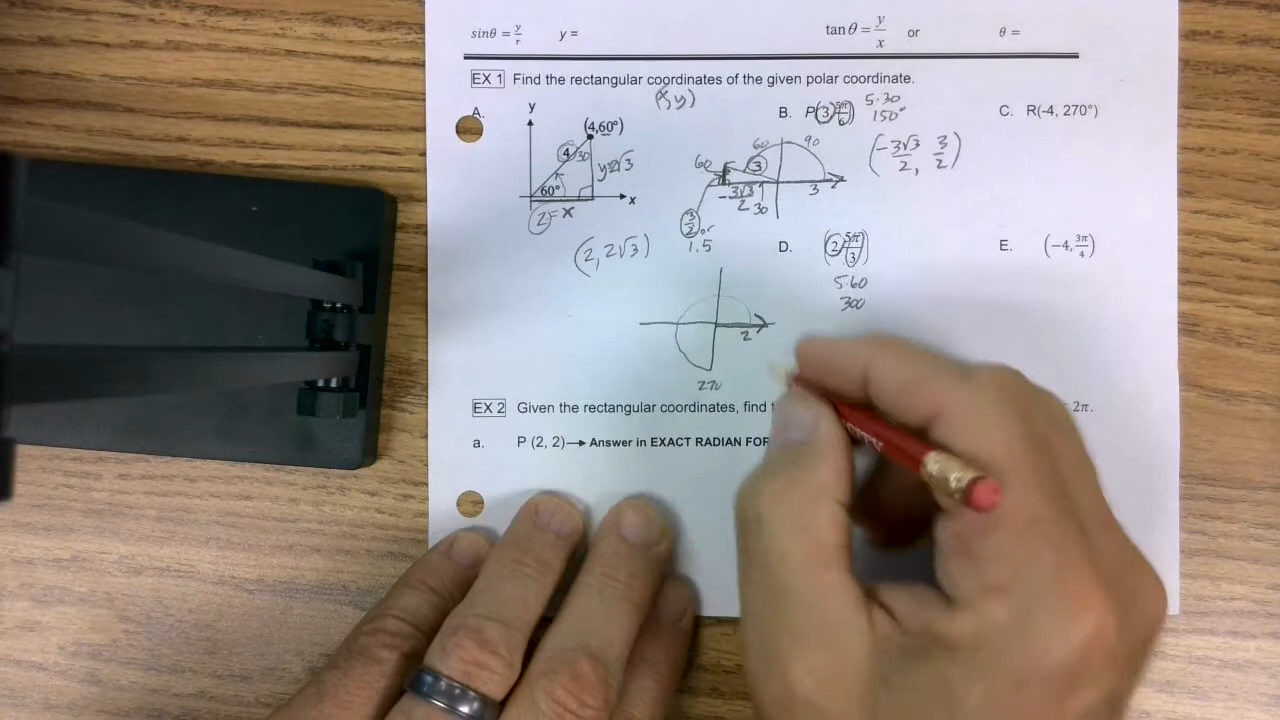 sinθ = y/r y = tan θ = y/x or θ =
EX 1 Find the rectangular coordinates of the given polar coordinate.
(x,y)
A. y (4,60°) 4 30 y=2√3 60° x 2 = x
(2, 2√3)
B. P(3, 5π/6) 5·30 150°
60 90 60 3 3 -3√3/2 30 3/2 or 1.5
(-3√3/2, 3/2)
C. R(-4, 270°)
D. (2, 5π/3)
5·60
300
2
270
E. (-4, 3π/4)
EX 2 Given the rectangular coordinates, find 2π.
a. P (2, 2) → Answer in EXACT RADIAN